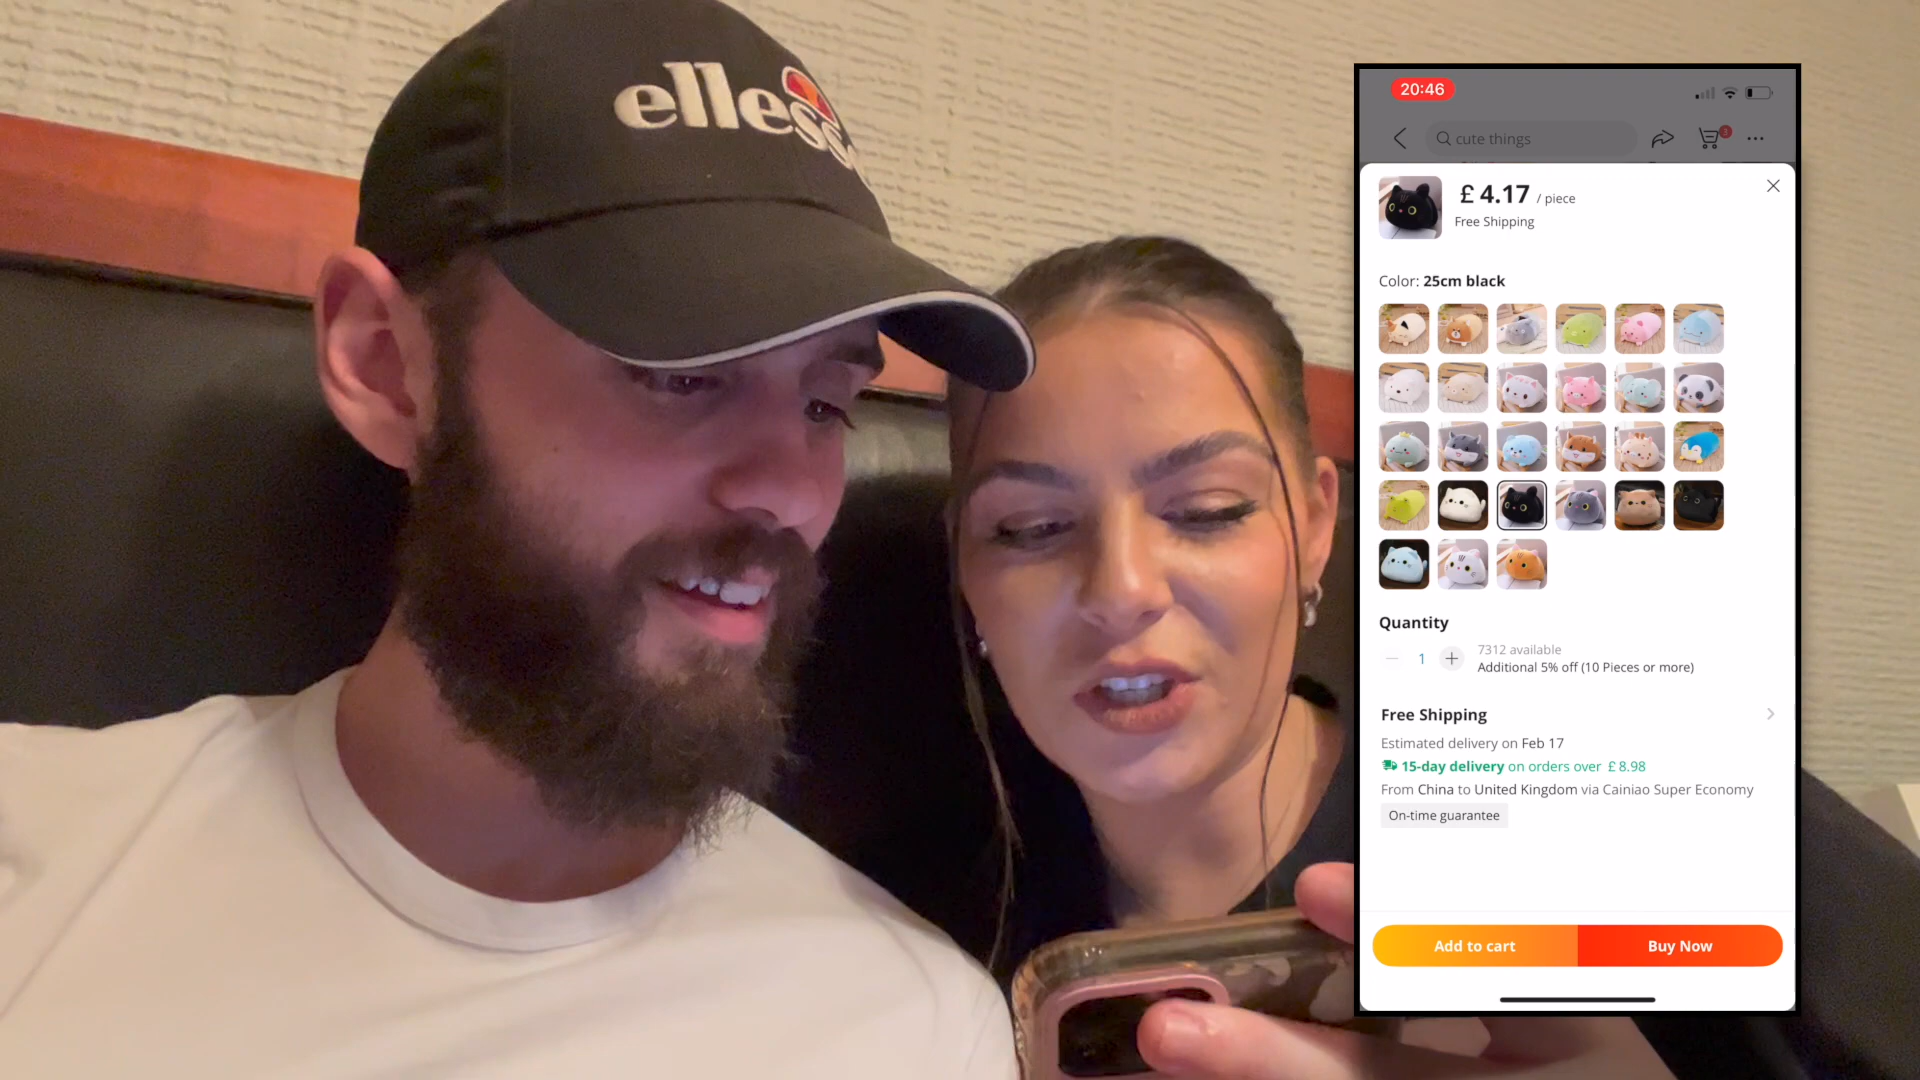 elless
20:46
cute things
3
£ 4.17 / piece
Free Shipping
Color: 25cm black
Quantity
1
7312 available
Additional 5% off (10 Pieces or more)
Free Shipping
Estimated delivery on Feb 17
15-day delivery on orders over £ 8.98
From China to United Kingdom via Cainiao Super Economy
On-time guarantee
Add to cart
Buy Now